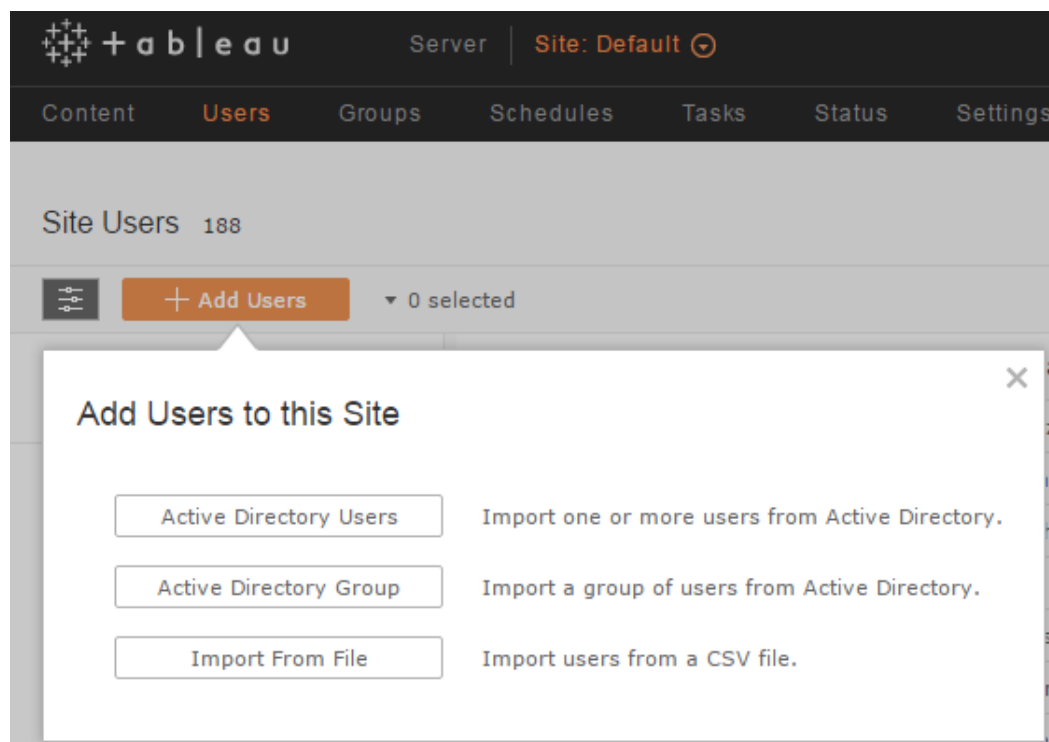 + a b l e a u Server Site: Default
Content Users Groups Schedules Tasks Status Settings
Site Users 188
+ Add Users 0 selected
Add Users to this Site
Active Directory Users Import one or more users from Active Directory.
Active Directory Group Import a group of users from Active Directory.
Import From File Import users from a CSV file.